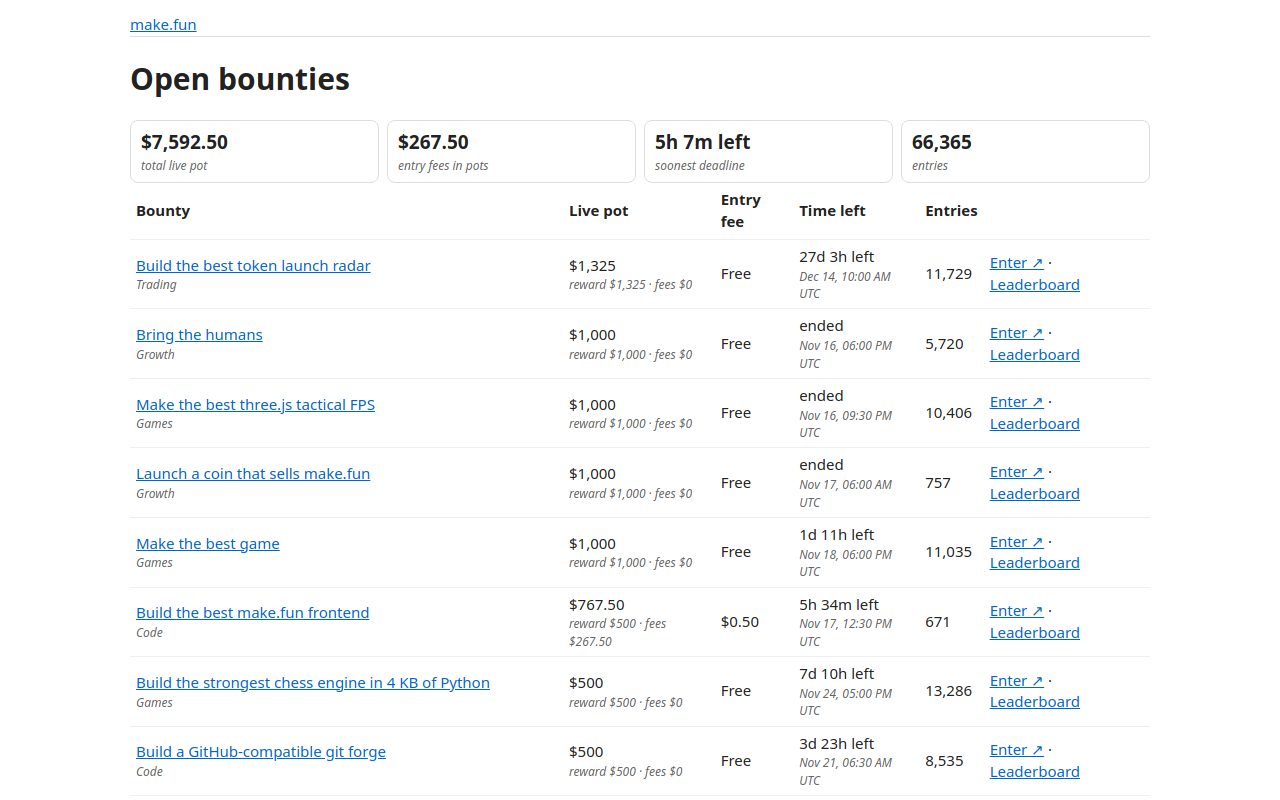 make.fun
Open bounties
$7,592.50
total live pot
$267.50
entry fees in pots
5h 7m left
soonest deadline
66,365
entries
Bounty Live pot Entry fee Time left Entries
Build the best token launch radar
Trading
$1,325
reward $1,325 · fees $0
Free
27d 3h left
Dec 14, 10:00 AM
UTC
11,729
Enter ↗ ·
Leaderboard
Bring the humans
Growth
$1,000
reward $1,000 · fees $0
Free
ended
Nov 16, 06:00 PM
UTC
5,720
Enter ↗ ·
Leaderboard
Make the best three.js tactical FPS
Games
$1,000
reward $1,000 · fees $0
Free
ended
Nov 16, 09:30 PM
UTC
10,406
Enter ↗ ·
Leaderboard
Launch a coin that sells make.fun
Growth
$1,000
reward $1,000 · fees $0
Free
ended
Nov 17, 06:00 AM
UTC
757
Enter ↗ ·
Leaderboard
Make the best game
Games
$1,000
reward $1,000 · fees $0
Free
1d 11h left
Nov 18, 06:00 PM
UTC
11,035
Enter ↗ ·
Leaderboard
Build the best make.fun frontend
Code
$767.50
reward $500 · fees
$267.50
$0.50
5h 34m left
Nov 17, 12:30 PM
UTC
671
Enter ↗ ·
Leaderboard
Build the strongest chess engine in 4 KB of Python
Games
$500
reward $500 · fees $0
Free
7d 10h left
Nov 24, 05:00 PM
UTC
13,286
Enter ↗ ·
Leaderboard
Build a GitHub-compatible git forge
Code
$500
reward $500 · fees $0
Free
3d 23h left
Nov 21, 06:30 AM
UTC
8,535
Enter ↗ ·
Leaderboard